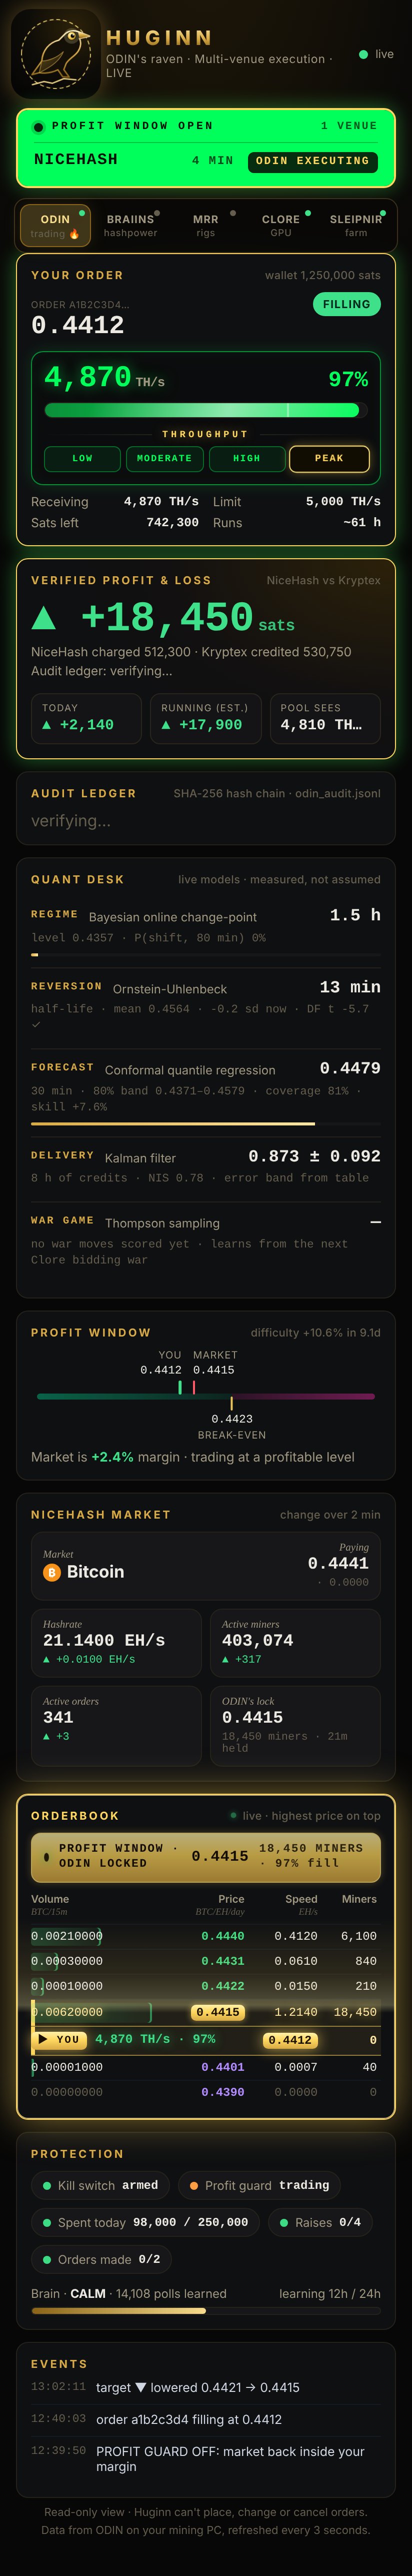 HUGINN
ODIN's raven · Multi-venue execution ·
LIVE
live
PROFIT WINDOW OPEN 1 VENUE
NICEHASH 4 MIN ODIN EXECUTING
ODIN BRAIINS MRR CLORE SLEIPNIR
trading 🔥 hashpower rigs GPU farm
YOUR ORDER wallet 1,250,000 sats
ORDER A1B2C3D4…
0.4412
FILLING
4,870 TH/s 97%
THROUGHPUT
LOW MODERATE HIGH PEAK
Receiving 4,870 TH/s Limit 5,000 TH/s
Sats left 742,300 Runs ~61 h
VERIFIED PROFIT & LOSS NiceHash vs Kryptex
▲ +18,450 sats
NiceHash charged 512,300 · Kryptex credited 530,750
Audit ledger: verifying…
TODAY RUNNING (EST.) POOL SEES
▲ +2,140 ▲ +17,900 4,810 TH…
AUDIT LEDGER SHA-256 hash chain · odin_audit.jsonl
verifying…
QUANT DESK live models · measured, not assumed
REGIME Bayesian online change-point 1.5 h
level 0.4357 · P(shift, 80 min) 0%
REVERSION Ornstein-Uhlenbeck 13 min
half-life · mean 0.4564 · -0.2 sd now · DF t -5.7
✓
FORECAST Conformal quantile regression 0.4479
30 min · 80% band 0.4371–0.4579 · coverage 81% ·
skill +7.6%
DELIVERY Kalman filter 0.873 ± 0.092
8 h of credits · NIS 0.78 · error band from table
WAR GAME Thompson sampling —
no war moves scored yet · learns from the next
Clore bidding war
PROFIT WINDOW difficulty +10.6% in 9.1d
YOU MARKET
0.4412 0.4415
0.4423
BREAK-EVEN
Market is +2.4% margin · trading at a profitable level
NICEHASH MARKET change over 2 min
Market Paying
₿ Bitcoin 0.4441
· 0.0000
Hashrate Active miners
21.1400 EH/s 403,074
▲ +0.0100 EH/s ▲ +317
Active orders ODIN's lock
341 0.4415
▲ +3 18,450 miners · 21m
held
ORDERBOOK live · highest price on top
PROFIT WINDOW · 0.4415 18,450 MINERS
ODIN LOCKED · 97% fill
Volume Price Speed Miners
BTC/15m BTC/EH/day EH/s
0.00210000 0.4440 0.4120 6,100
0.00030000 0.4431 0.0610 840
0.00010000 0.4422 0.0150 210
0.00620000 0.4415 1.2140 18,450
▶ YOU 4,870 TH/s · 97% 0.4412 0
0.00001000 0.4401 0.0007 40
0.00000000 0.4390 0.0000 0
PROTECTION
Kill switch armed Profit guard trading
Spent today 98,000 / 250,000 Raises 0/4
Orders made 0/2
Brain · CALM · 14,108 polls learned learning 12h / 24h
EVENTS
13:02:11 target ▼ lowered 0.4421 → 0.4415
12:40:03 order a1b2c3d4 filling at 0.4412
12:39:50 PROFIT GUARD OFF: market back inside your
margin
Read-only view · Huginn can't place, change or cancel orders.
Data from ODIN on your mining PC, refreshed every 3 seconds.